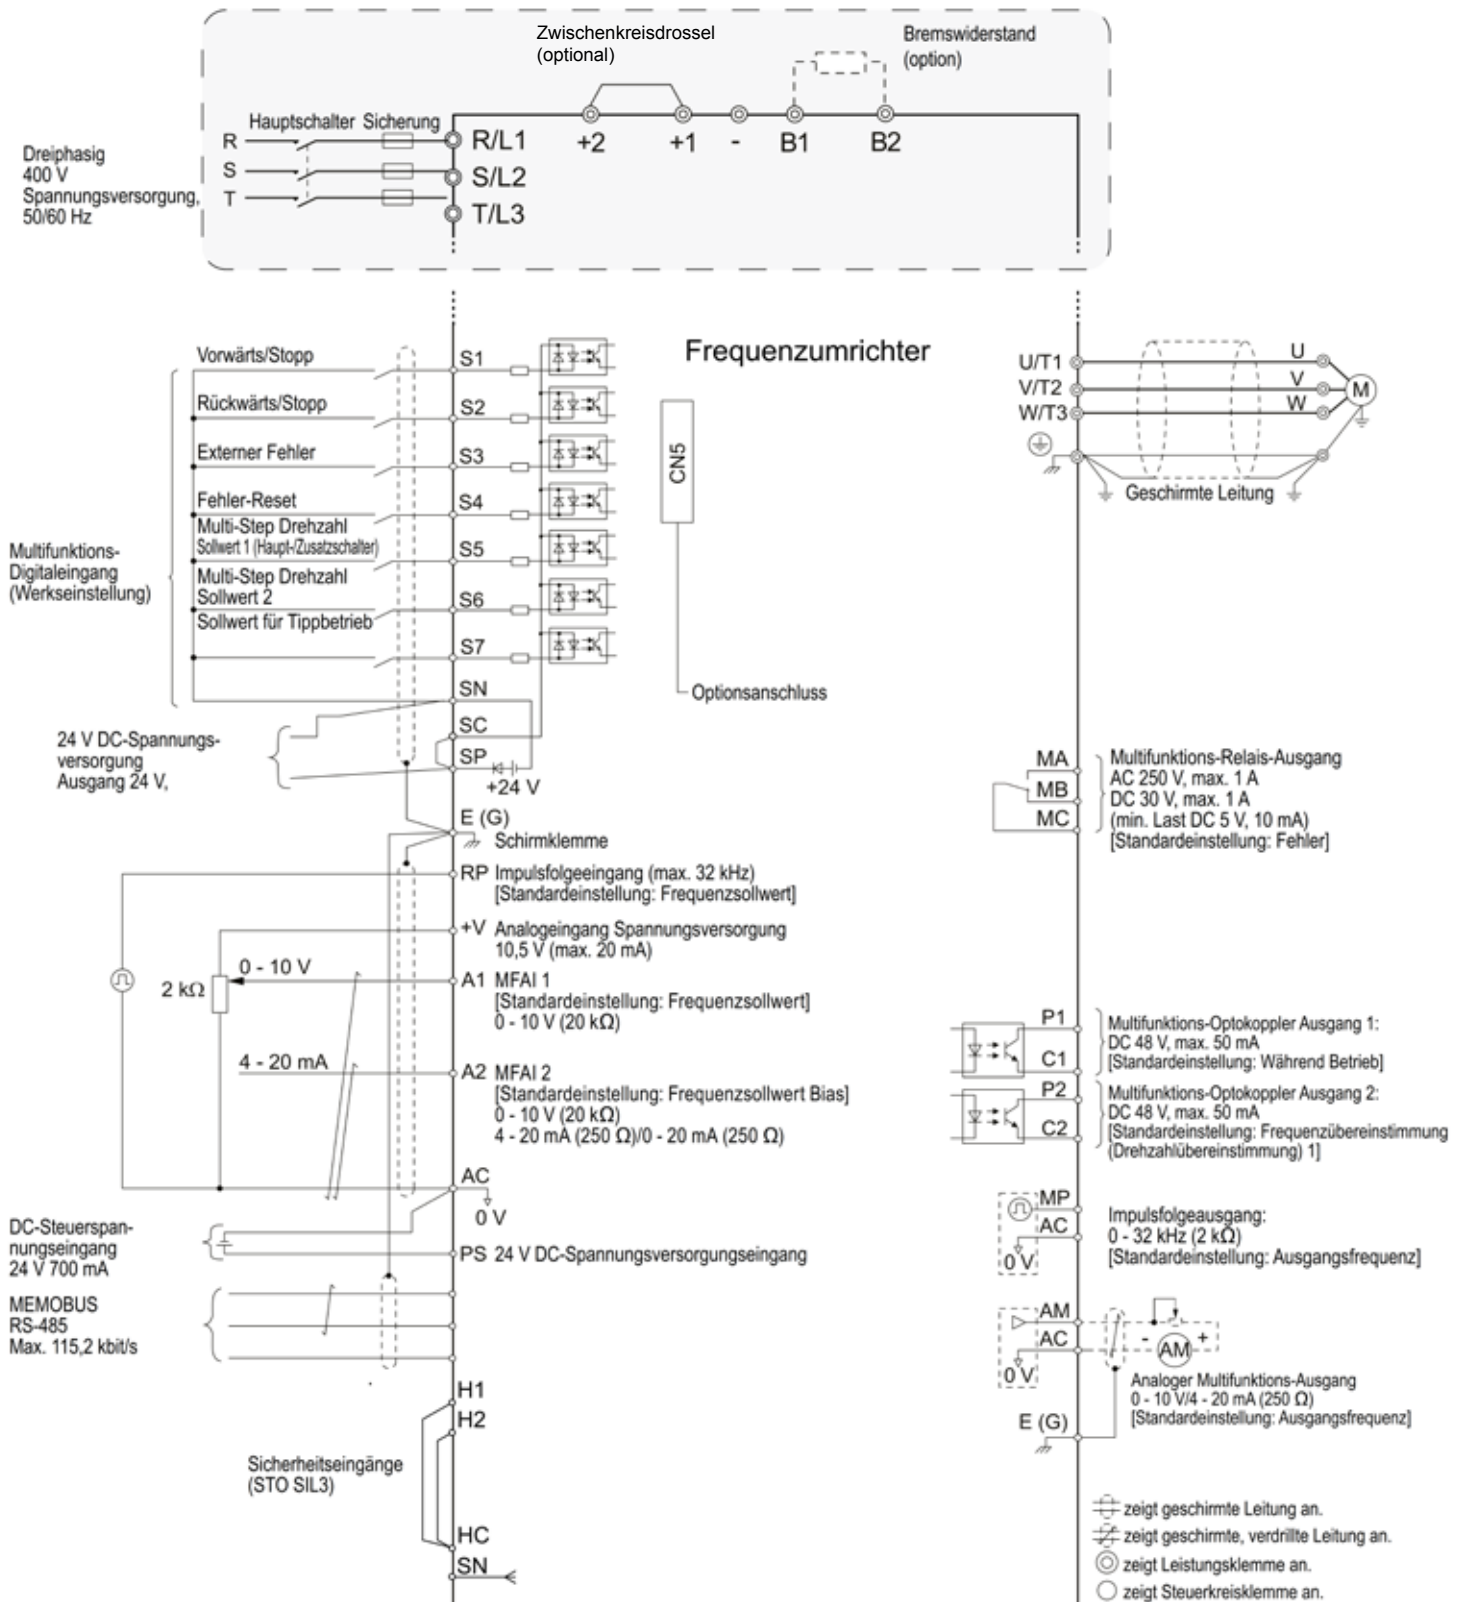 Zwischenkreisdrossel
(optional)
Bremswiderstand
(option)
Hauptschalter Sicherung
R
S
T
R/L1
S/L2
T/L3
+2
+1
-
B1
B2
Dreiphasig
400 V
Spannungsversorgung,
50/60 Hz
Frequenzumrichter
Multifunktions-
Digitaleingang
(Werkseinstellung)
Vorwärts/Stopp
S1
Rückwärts/Stopp
S2
Externer Fehler
S3
Fehler-Reset
S4
Multi-Step Drehzahl
Sollwert 1 (Haupt-/Zusatzschalter)
S5
Multi-Step Drehzahl
Sollwert 2
S6
Sollwert für Tippbetrieb
S7
SN
SC
SP
+24 V
24 V DC-Spannungs-
versorgung
Ausgang 24 V,
CN5
Optionsanschluss
U/T1
V/T2
W/T3
U
V
W
M
Geschirmte Leitung
E (G)
Schirmklemme
RP Impulsfolgeeingang (max. 32 kHz)
[Standardeinstellung: Frequenzsollwert]
+V Analogeingang Spannungsversorgung
10,5 V (max. 20 mA)
2 kΩ
0 - 10 V
A1 MFAI 1
[Standardeinstellung: Frequenzsollwert]
0 - 10 V (20 kΩ)
4 - 20 mA
A2 MFAI 2
[Standardeinstellung: Frequenzsollwert Bias]
0 - 10 V (20 kΩ)
4 - 20 mA (250 Ω)/0 - 20 mA (250 Ω)
AC
0 V
DC-Steuerspan-
nungseingang
24 V 700 mA
PS 24 V DC-Spannungsversorgungseingang
MEMOBUS
RS-485
Max. 115,2 kbit/s
H1
H2
Sicherheitseingänge
(STO SIL3)
HC
SN
MA
MB
MC
Multifunktions-Relais-Ausgang
AC 250 V, max. 1 A
DC 30 V, max. 1 A
(min. Last DC 5 V, 10 mA)
[Standardeinstellung: Fehler]
P1
C1
Multifunktions-Optokoppler Ausgang 1:
DC 48 V, max. 50 mA
[Standardeinstellung: Während Betrieb]
P2
C2
Multifunktions-Optokoppler Ausgang 2:
DC 48 V, max. 50 mA
[Standardeinstellung: Frequenzübereinstimmung
(Drehzahlübereinstimmung) 1]
MP
AC
0 V
Impulsfolgeausgang:
0 - 32 kHz (2 kΩ)
[Standardeinstellung: Ausgangsfrequenz]
AM
AC
0 V
-
+
AM
Analoger Multifunktions-Ausgang
0 - 10 V/4 - 20 mA (250 Ω)
[Standardeinstellung: Ausgangsfrequenz]
E (G)
zeigt geschirmte Leitung an.
zeigt geschirmte, verdrillte Leitung an.
zeigt Leistungsklemme an.
zeigt Steuerkreisklemme an.